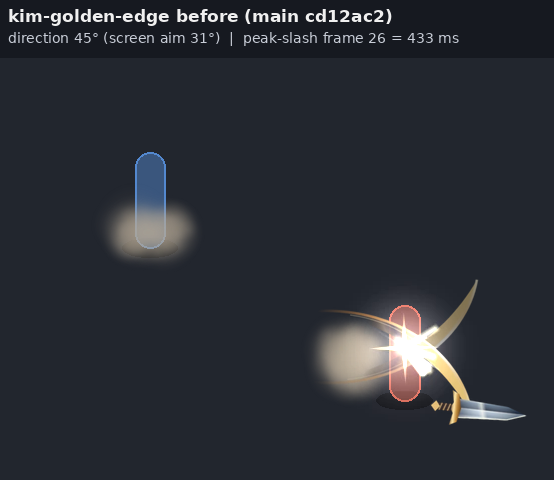 kim-golden-edge before (main cd12ac2)
direction 45° (screen aim 31°)  |  peak-slash frame 26 = 433 ms